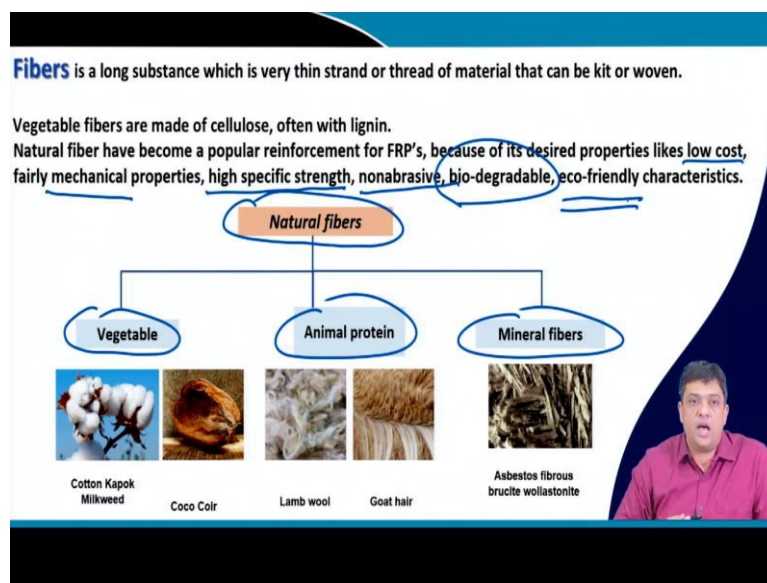 Fibers is a long substance which is very thin strand or thread of material that can be kit or woven.
Vegetable fibers are made of cellulose, often with lignin.
Natural fiber have become a popular reinforcement for FRP's, because of its desired properties likes low cost,
fairly mechanical properties, high specific strength, nonabrasive, bio-degradable, eco-friendly characteristics.
Natural fibers
Vegetable
Animal protein
Mineral fibers
Cotton Kapok
Milkweed
Coco Coir
Lamb wool
Goat hair
Asbestos fibrous
brucite wollastonite